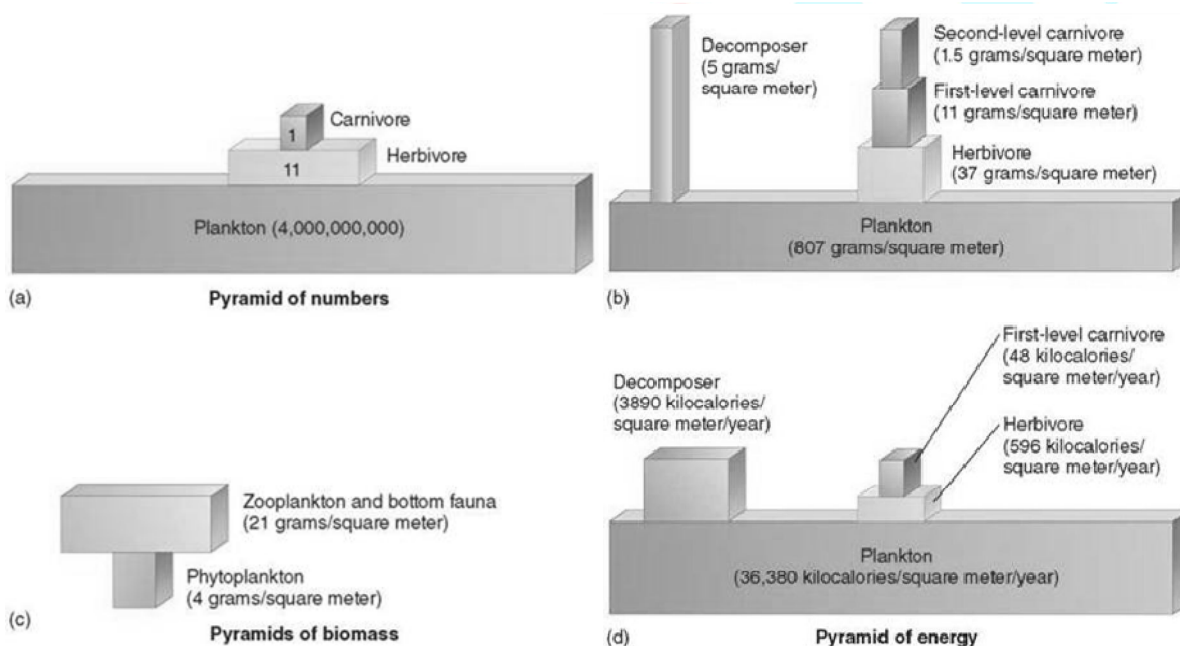 Carnivore
1
Herbivore
11
Plankton (4,000,000,000)
(a)
Pyramid of numbers
Decomposer
(5 grams/
square meter)
Second-level carnivore
(1.5 grams/square meter)
First-level carnivore
(11 grams/square meter)
Herbivore
(37 grams/square meter)
Plankton
(807 grams/square meter)
(b)
Zooplankton and bottom fauna
(21 grams/square meter)
Phytoplankton
(4 grams/square meter)
(c)
Pyramids of biomass
First-level carnivore
(48 kilocalories/
square meter/year)
Decomposer
(3890 kilocalories/
square meter/year)
Herbivore
(596 kilocalories/
square meter/year)
Plankton
(36,380 kilocalories/square meter/year)
(d)
Pyramid of energy